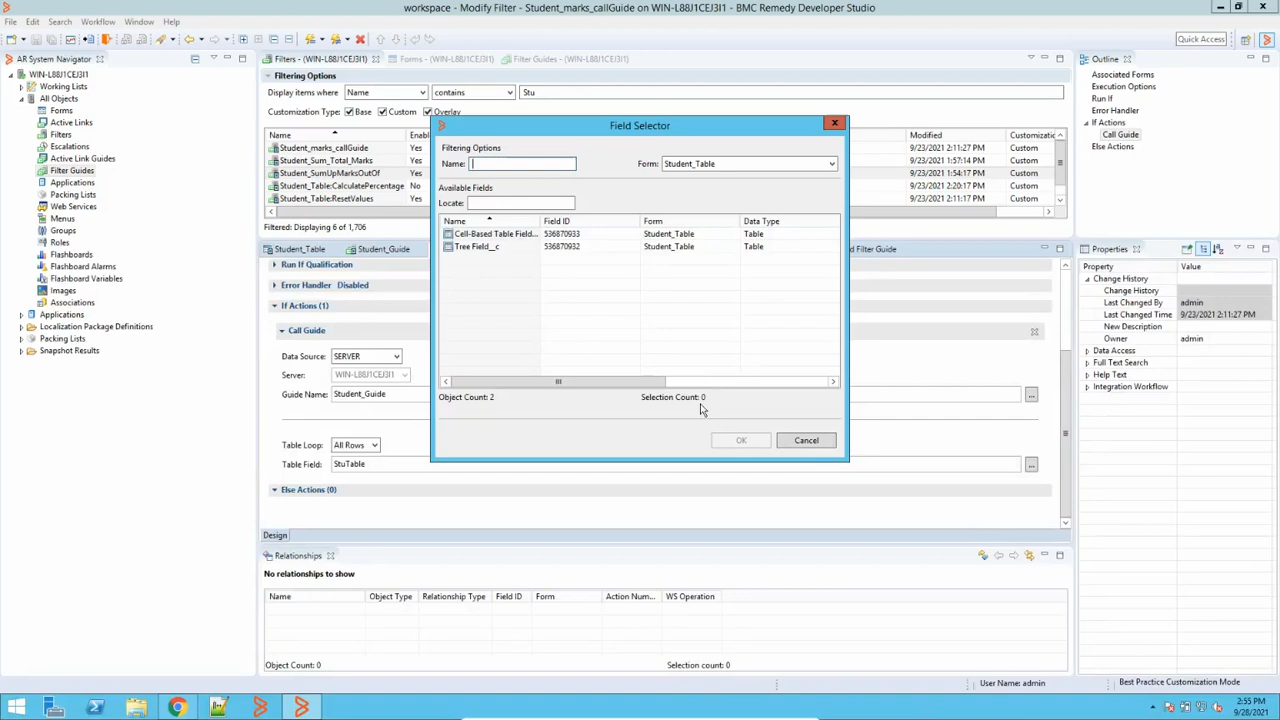 workspace - Modify Filter - Student_marks_callGuide on WIN-L88J1CEJ3I1 - BMC Remedy Developer Studio
File Edit Search Workflow Window Help
Quick Access
AR System Navigator
WIN-L88J1CEJ3I1
Working Lists
All Objects
Forms
Active Links
Filters
Escalations
Active Link Guides
Filter Guides
Applications
Packing Lists
Web Services
Menus
Groups
Roles
Flashboards
Flashboard Alarms
Flashboard Variables
Images
Associations
Applications
Localization Package Definitions
Packing Lists
Snapshot Results
Filters - (WIN-L88J1CEJ3I1) Forms - (WIN-L88J1CEJ3I1) Filter Guides - (WIN-L88J1CEJ3I1)
Filtering Options
Display items where Name contains Stu
Customization Type: Base Custom Overlay
Name Enabl Modified Customizatio
Student_marks_callGuide Yes 9/23/2021 2:11:27 PM Custom
Student_Sum_Total_Marks Yes 9/23/2021 1:57:14 PM Custom
Student_SumUpMarksOutOf Yes 9/23/2021 1:54:17 PM Custom
Student_Table:CalculatePercentage No 9/23/2021 2:20:17 PM Custom
Student_Table:ResetValues Yes 9/23/2021 2:11:27 PM Custom
Filtered: Displaying 6 of 1,706
Student_Table Student_Guide ed Filter Guide
Run If Qualification
Error Handler Disabled
If Actions (1)
Call Guide
Data Source: SERVER
Server: WIN-L88J1CEJ3I1
Guide Name: Student_Guide ...
Table Loop: All Rows
Table Field: StuTable ...
Else Actions (0)
Design
Field Selector
Filtering Options
Name: Form: Student_Table
Available Fields
Locate:
Name Field ID Form Data Type
Cell-Based Table Field... 536870933 Student_Table Table
Tree Field__c 536870932 Student_Table Table
Object Count: 2 Selection Count: 0
OK Cancel
Relationships
No relationships to show
Name Object Type Relationship Type Field ID Form Action Num... WS Operation
Object Count: 0 Selection count: 0
Outline
Associated Forms
Execution Options
Run If
Error Handler
If Actions
Call Guide
Else Actions
Properties
Property Value
Change History
Change History
Last Changed By admin
Last Changed Time 9/23/2021 2:11:27 PM
New Description
Owner admin
Data Access
Full Text Search
Help Text
Integration Workflow
User Name: admin Best Practice Customization Mode
2:55 PM
9/28/2021